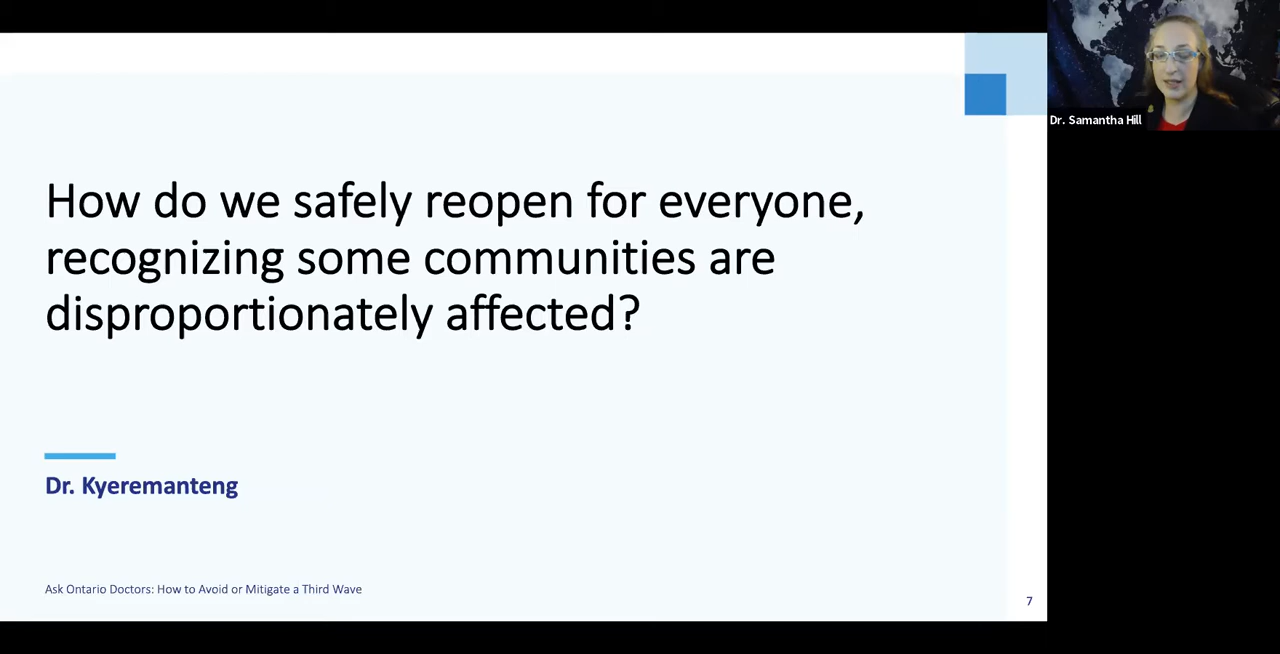 How do we safely reopen for everyone,
recognizing some communities are
disproportionately affected?
Dr. Kyeremanteng
Ask Ontario Doctors: How to Avoid or Mitigate a Third Wave
7
Dr. Samantha Hill